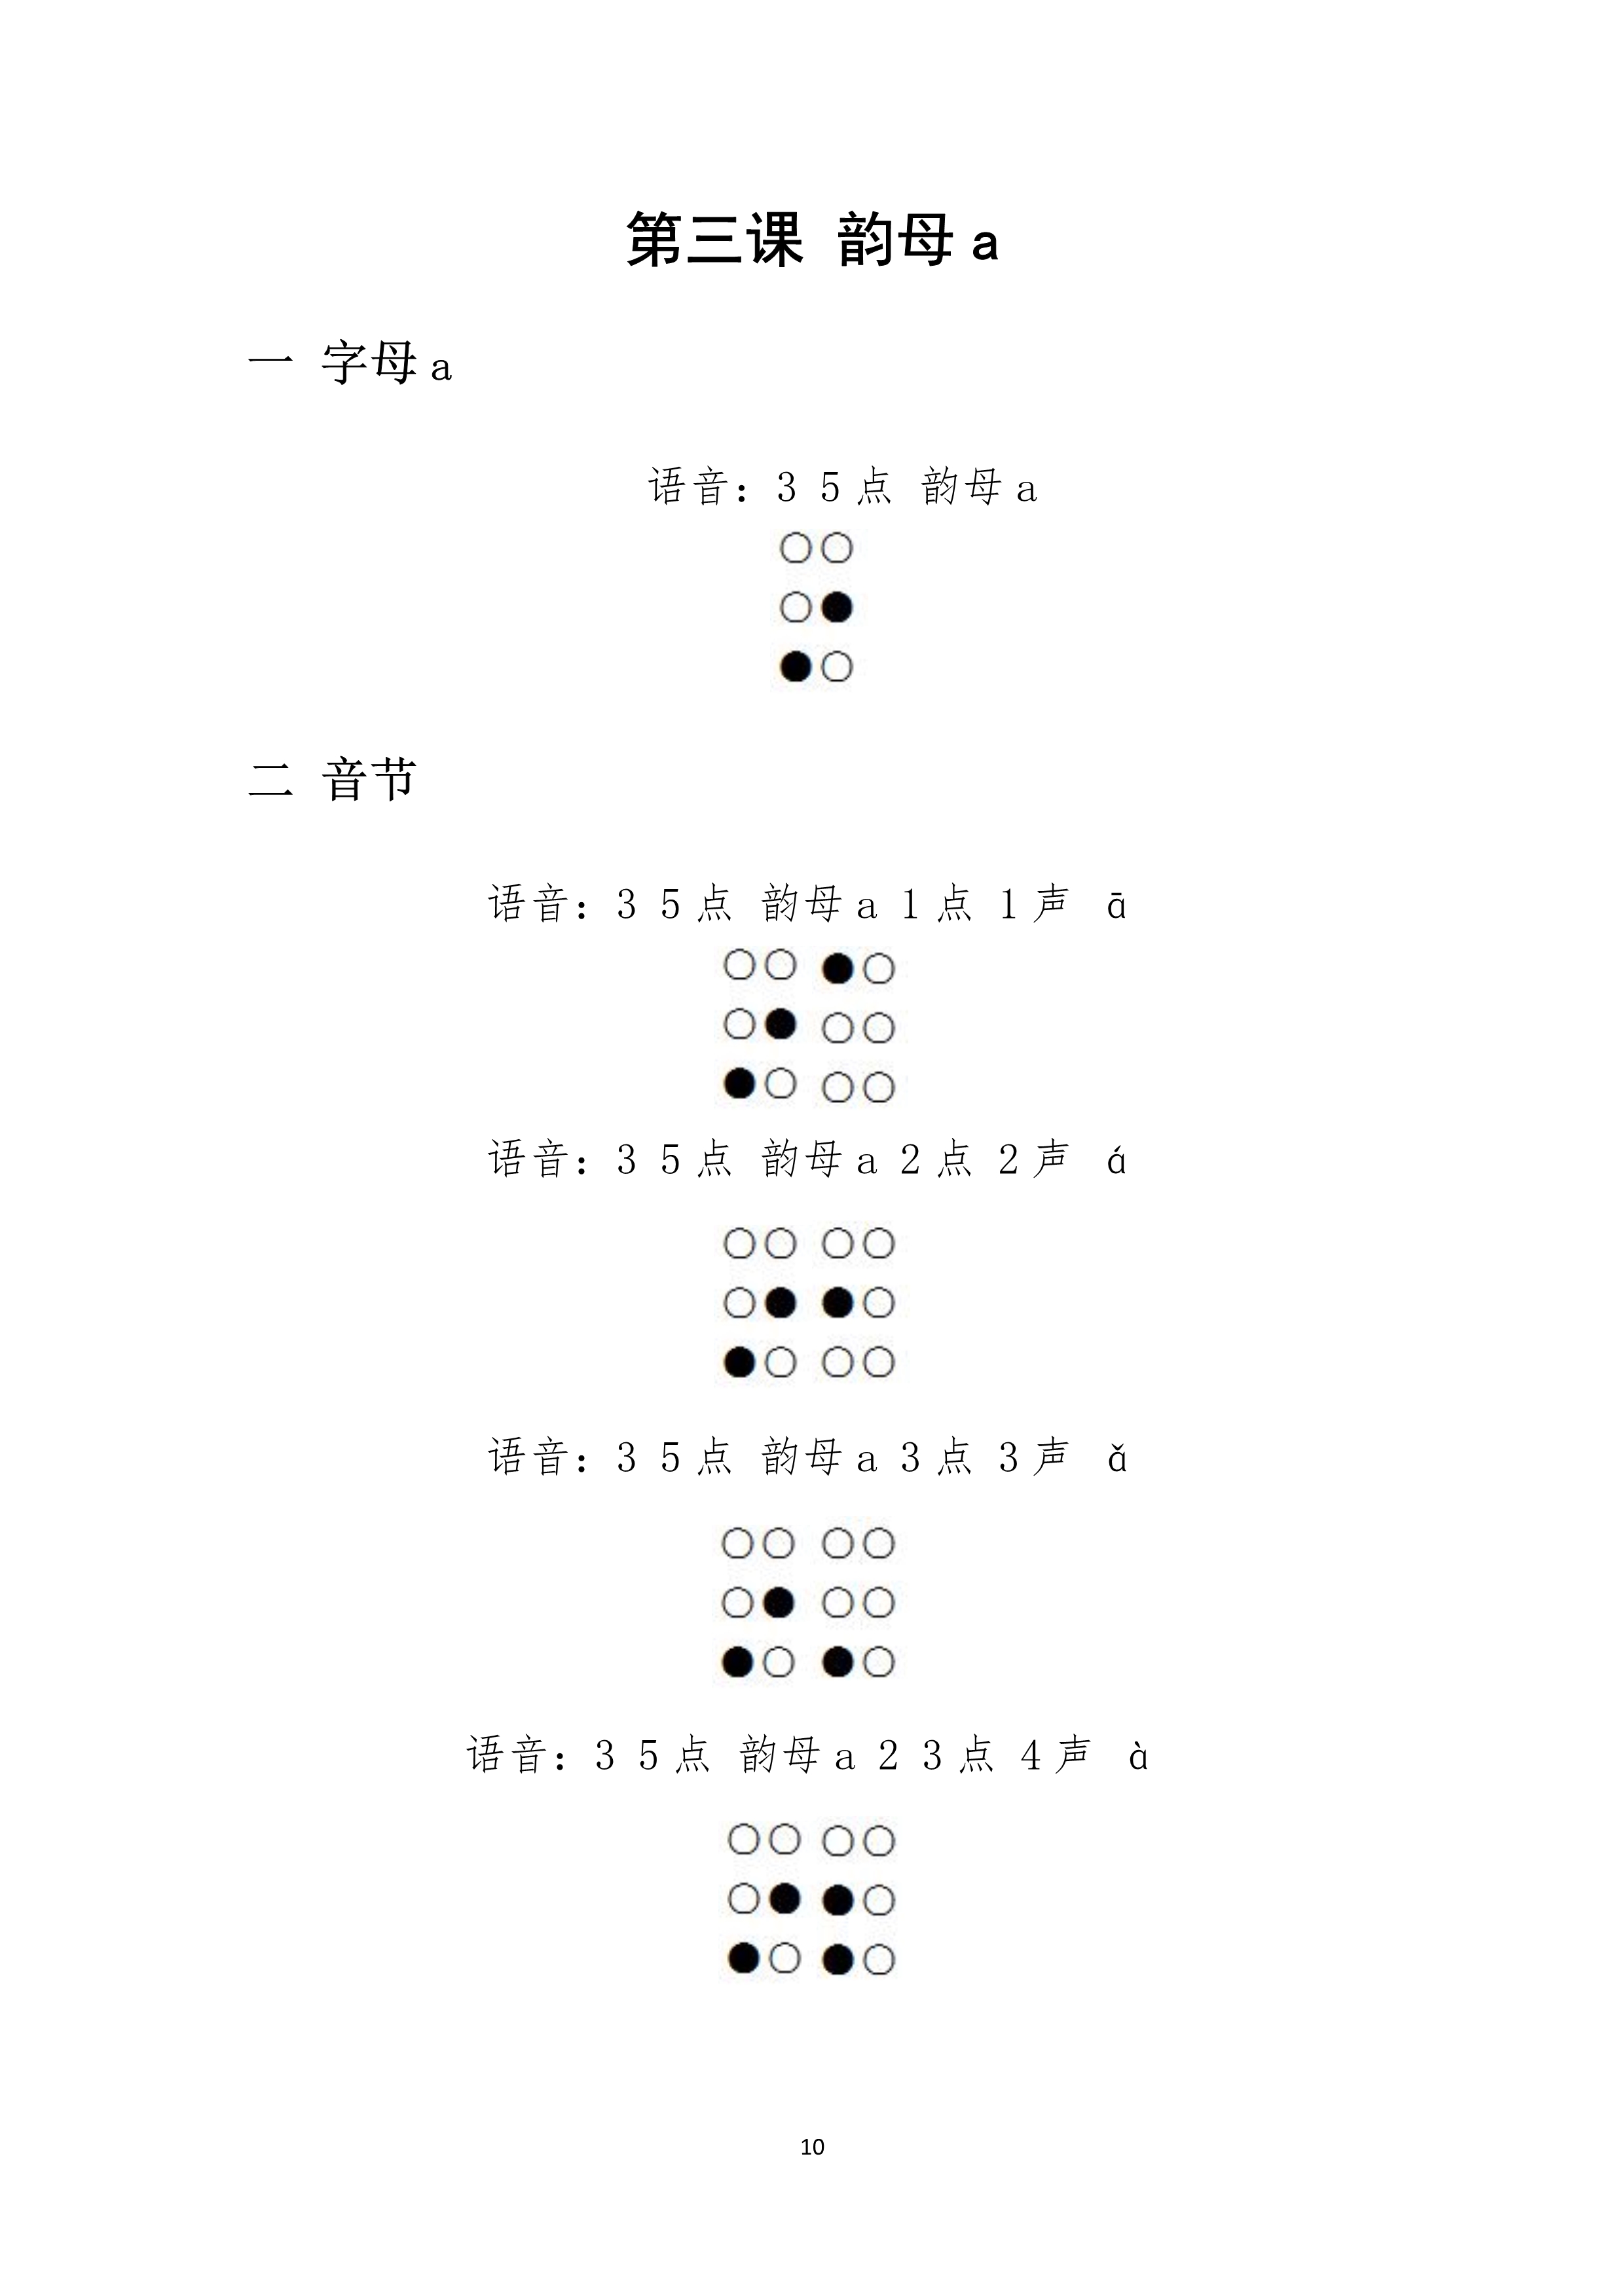 第三课 韵母 a
一 字母 a
语音：3 5 点 韵母 a
二 音节
语音：3 5 点 韵母 a 1 点 1 声 ā
语音：3 5 点 韵母 a 2 点 2 声 á
语音：3 5 点 韵母 a 3 点 3 声 ǎ
语音：3 5 点 韵母 a 2 3 点 4 声 à
10